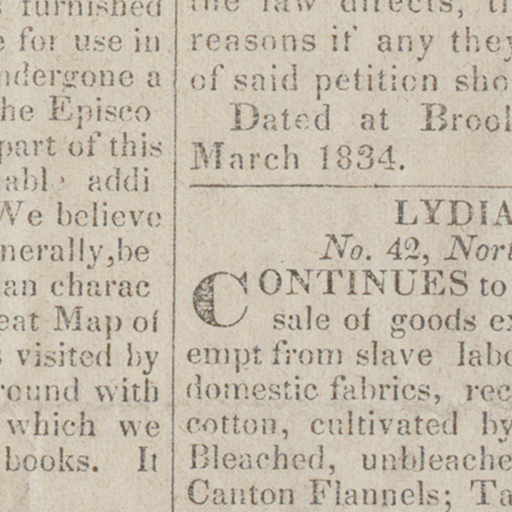 furnished
for use in
ndergone a
he Episco
part of this
addi
We believe
nerally, be
an charac
eat Map of
visited by
round with
which we
books. It
the law directs, th
reasons if any they
of said petition sho
Dated at Brool
March 1834.
LYDIA
No. 42, Nort
CONTINUES to
sale of goods ex
empt from slave labo
domestic fabrics, rec
cotton, cultivated by
Bleached, unbleache
Canton Flannels; Ta